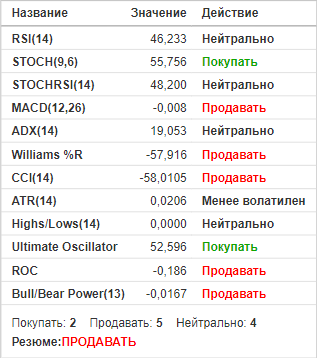 Название Значение Действие
RSI(14) 46,233 Нейтрально
STOCH(9,6) 55,756 Покупать
STOCHRSI(14) 48,200 Нейтрально
MACD(12,26) -0,008 Продавать
ADX(14) 19,053 Нейтрально
Williams %R -57,916 Продавать
CCI(14) -58,0105 Продавать
ATR(14) 0,0206 Менее волатилен
Highs/Lows(14) 0,0000 Нейтрально
Ultimate Oscillator 52,596 Покупать
ROC -0,186 Продавать
Bull/Bear Power(13) -0,0167 Продавать
Покупать: 2 Продавать: 5 Нейтрально: 4
Резюме:ПРОДАВАТЬ